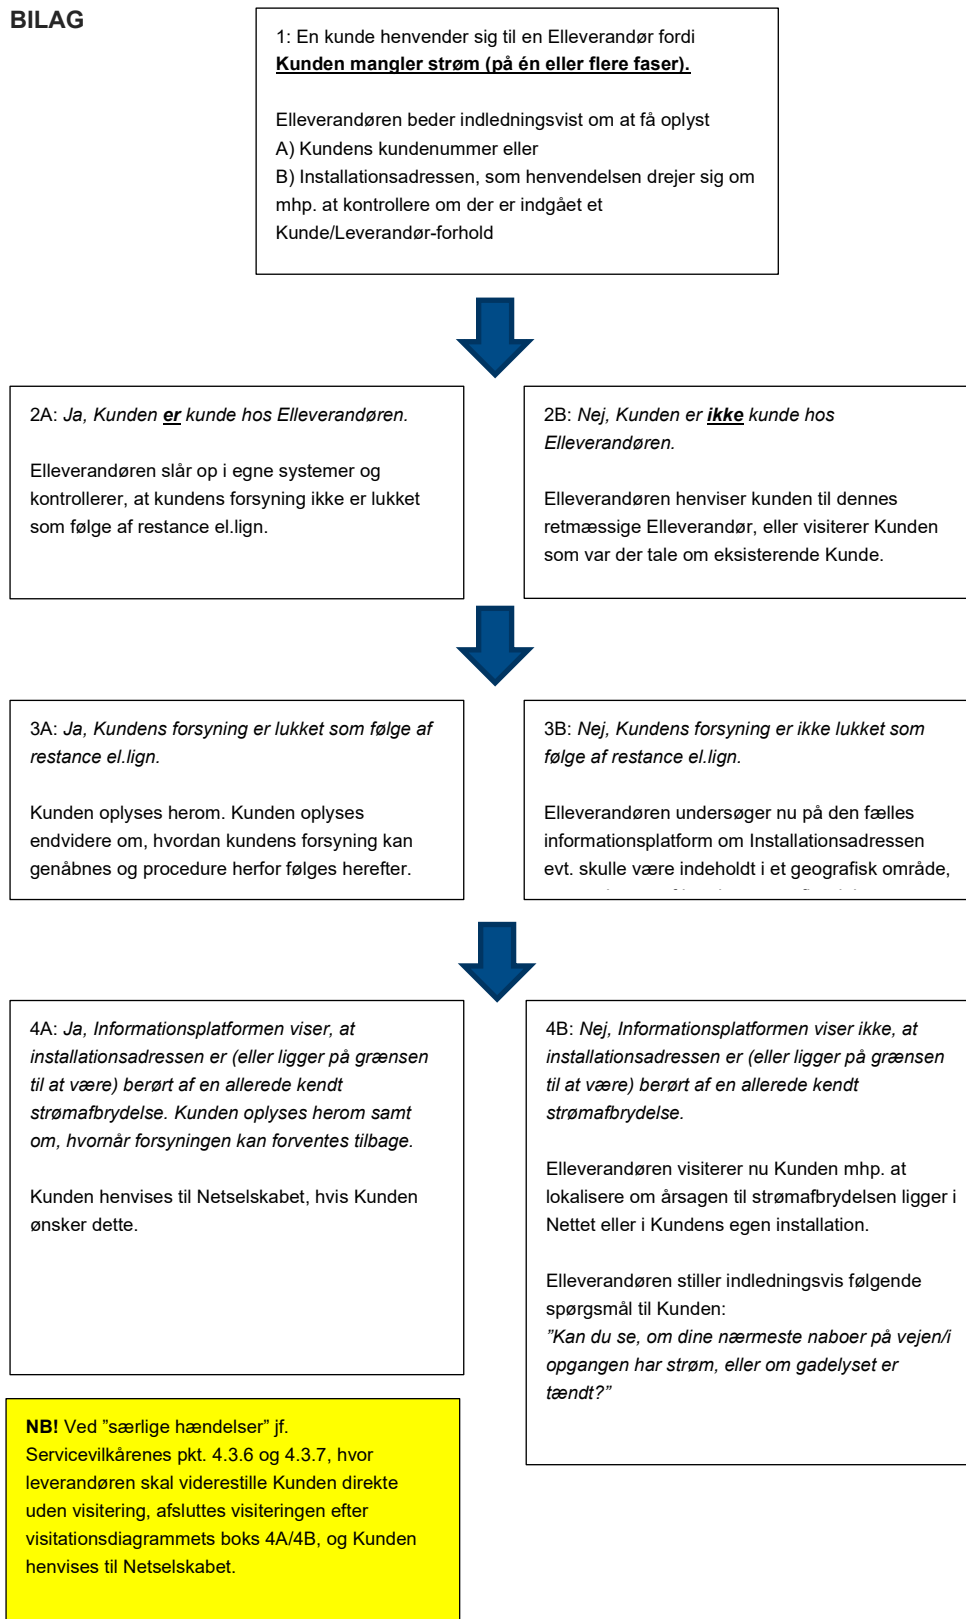 BILAG
1: En kunde henvender sig til en Elleverandør fordi
Kunden mangler strøm (på én eller flere faser).
Elleverandøren beder indledningsvist om at få oplyst
A) Kundens kundenummer eller
B) Installationsadressen, som henvendelsen drejer sig om
mhp. at kontrollere om der er indgået et
Kunde/Leverandør-forhold
2A: Ja, Kunden er kunde hos Elleverandøren.
Elleverandøren slår op i egne systemer og
kontrollerer, at kundens forsyning ikke er lukket
som følge af restance el.lign.
2B: Nej, Kunden er ikke kunde hos
Elleverandøren.
Elleverandøren henviser kunden til dennes
retmæssige Elleverandør, eller visiterer Kunden
som var der tale om eksisterende Kunde.
3A: Ja, Kundens forsyning er lukket som følge af
restance el.lign.
Kunden oplyses herom. Kunden oplyses
endvidere om, hvordan kundens forsyning kan
genåbnes og procedure herfor følges herefter.
3B: Nej, Kundens forsyning er ikke lukket som
følge af restance el.lign.
Elleverandøren undersøger nu på den fælles
informationsplatform om Installationsadressen
evt. skulle være indeholdt i et geografisk område,
4A: Ja, Informationsplatformen viser, at
installationsadressen er (eller ligger på grænsen
til at være) berørt af en allerede kendt
strømafbrydelse. Kunden oplyses herom samt
om, hvornår forsyningen kan forventes tilbage.
Kunden henvises til Netselskabet, hvis Kunden
ønsker dette.
4B: Nej, Informationsplatformen viser ikke, at
installationsadressen er (eller ligger på grænsen
til at være) berørt af en allerede kendt
strømafbrydelse.
Elleverandøren visiterer nu Kunden mhp. at
lokalisere om årsagen til strømafbrydelsen ligger i
Nettet eller i Kundens egen installation.
Elleverandøren stiller indledningsvis følgende
spørgsmål til Kunden:
”Kan du se, om dine nærmeste naboer på vejen/i
opgangen har strøm, eller om gadelyset er
tændt?”
NB! Ved ”særlige hændelser” jf.
Servicevilkårenes pkt. 4.3.6 og 4.3.7, hvor
leverandøren skal viderestille Kunden direkte
uden visitering, afsluttes visiteringen efter
visitationsdiagrammets boks 4A/4B, og Kunden
henvises til Netselskabet.